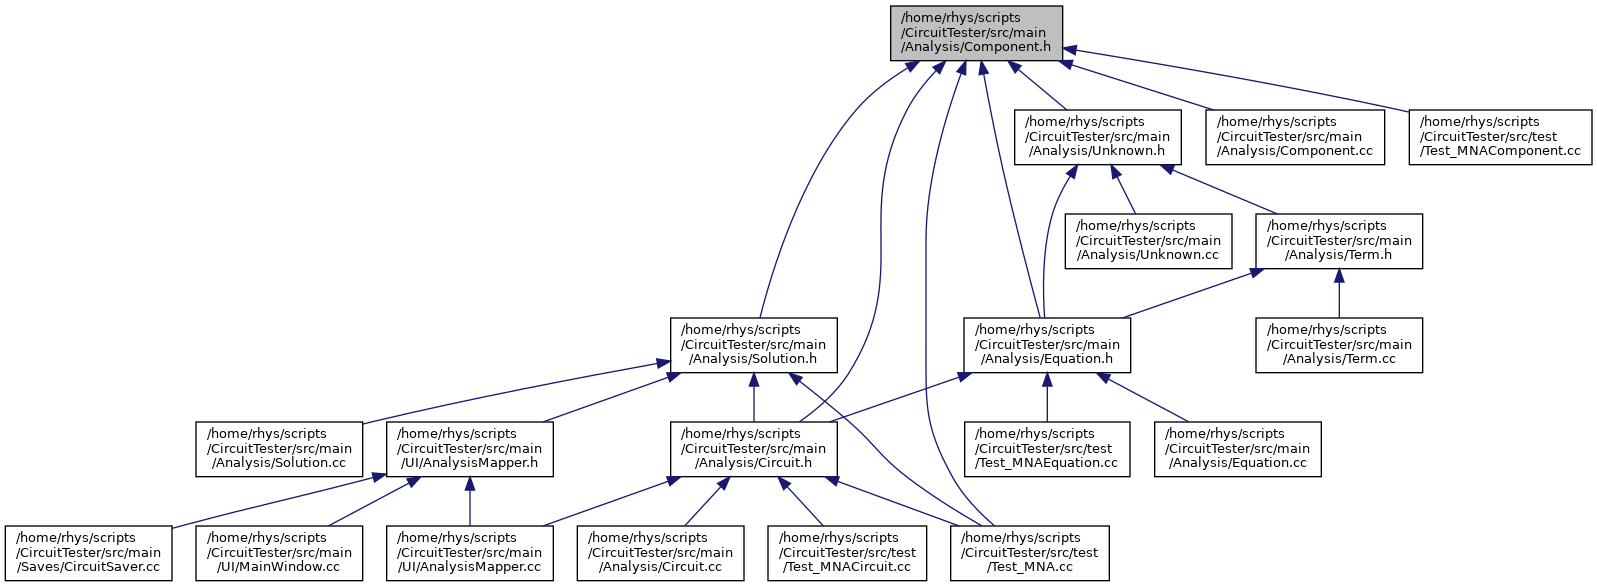 /home/rhys/scripts
/CircuitTester/src/main
/Analysis/Component.h
/home/rhys/scripts
/CircuitTester/src/main
/Analysis/Unknown.h
/home/rhys/scripts
/CircuitTester/src/main
/Analysis/Component.cc
/home/rhys/scripts
/CircuitTester/src/test
/Test_MNAComponent.cc
/home/rhys/scripts
/CircuitTester/src/main
/Analysis/Unknown.cc
/home/rhys/scripts
/CircuitTester/src/main
/Analysis/Term.h
/home/rhys/scripts
/CircuitTester/src/main
/Analysis/Solution.h
/home/rhys/scripts
/CircuitTester/src/main
/Analysis/Equation.h
/home/rhys/scripts
/CircuitTester/src/main
/Analysis/Term.cc
/home/rhys/scripts
/CircuitTester/src/main
/Analysis/Solution.cc
/home/rhys/scripts
/CircuitTester/src/main
/UI/AnalysisMapper.h
/home/rhys/scripts
/CircuitTester/src/main
/Analysis/Circuit.h
/home/rhys/scripts
/CircuitTester/src/test
/Test_MNAEquation.cc
/home/rhys/scripts
/CircuitTester/src/main
/Analysis/Equation.cc
/home/rhys/scripts
/CircuitTester/src/main
/Saves/CircuitSaver.cc
/home/rhys/scripts
/CircuitTester/src/main
/UI/MainWindow.cc
/home/rhys/scripts
/CircuitTester/src/main
/UI/AnalysisMapper.cc
/home/rhys/scripts
/CircuitTester/src/main
/Analysis/Circuit.cc
/home/rhys/scripts
/CircuitTester/src/test
/Test_MNACircuit.cc
/home/rhys/scripts
/CircuitTester/src/test
/Test_MNA.cc